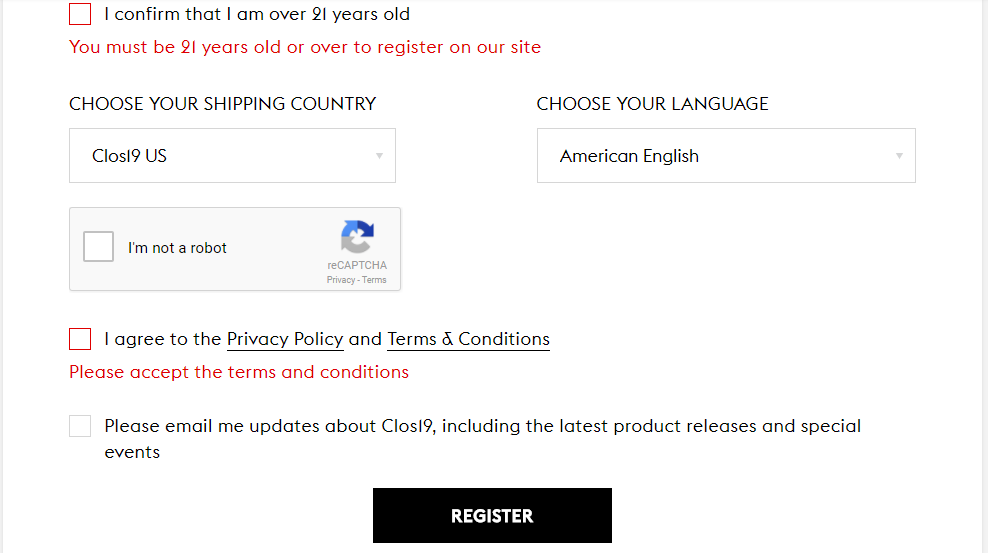 I confirm that I am over 21 years old
You must be 21 years old or over to register on our site
CHOOSE YOUR SHIPPING COUNTRY
CHOOSE YOUR LANGUAGE
Clos19 US
American English
I'm not a robot
reCAPTCHA
Privacy - Terms
I agree to the Privacy Policy and Terms & Conditions
Please accept the terms and conditions
Please email me updates about Clos19, including the latest product releases and special
events
REGISTER